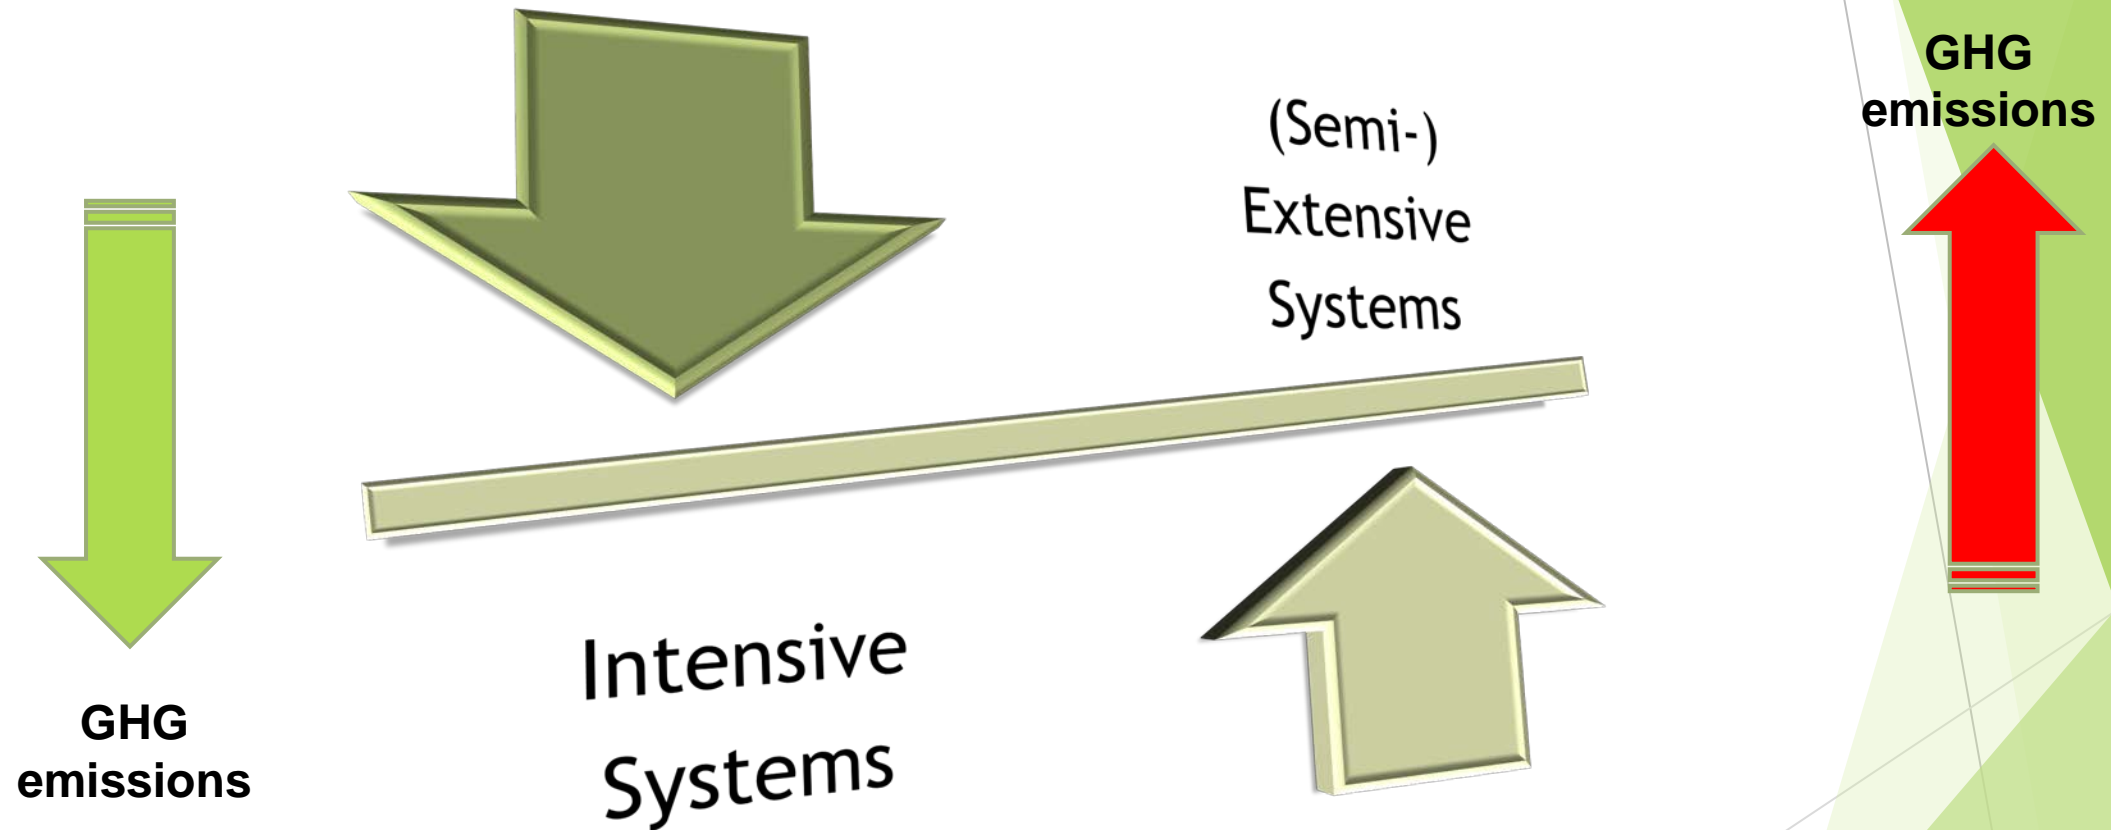 GHG
emissions
(Semi-)
Extensive
Systems
Intensive
Systems
GHG
emissions